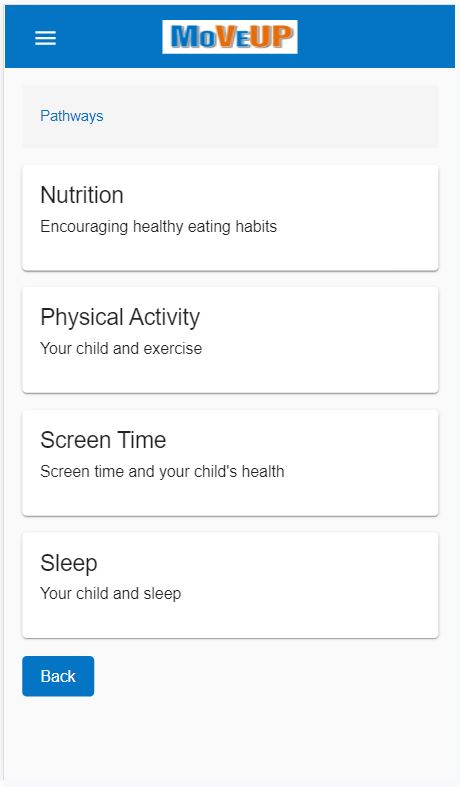 MoVeUP
Pathways
Nutrition
Encouraging healthy eating habits
Physical Activity
Your child and exercise
Screen Time
Screen time and your child's health
Sleep
Your child and sleep
Back